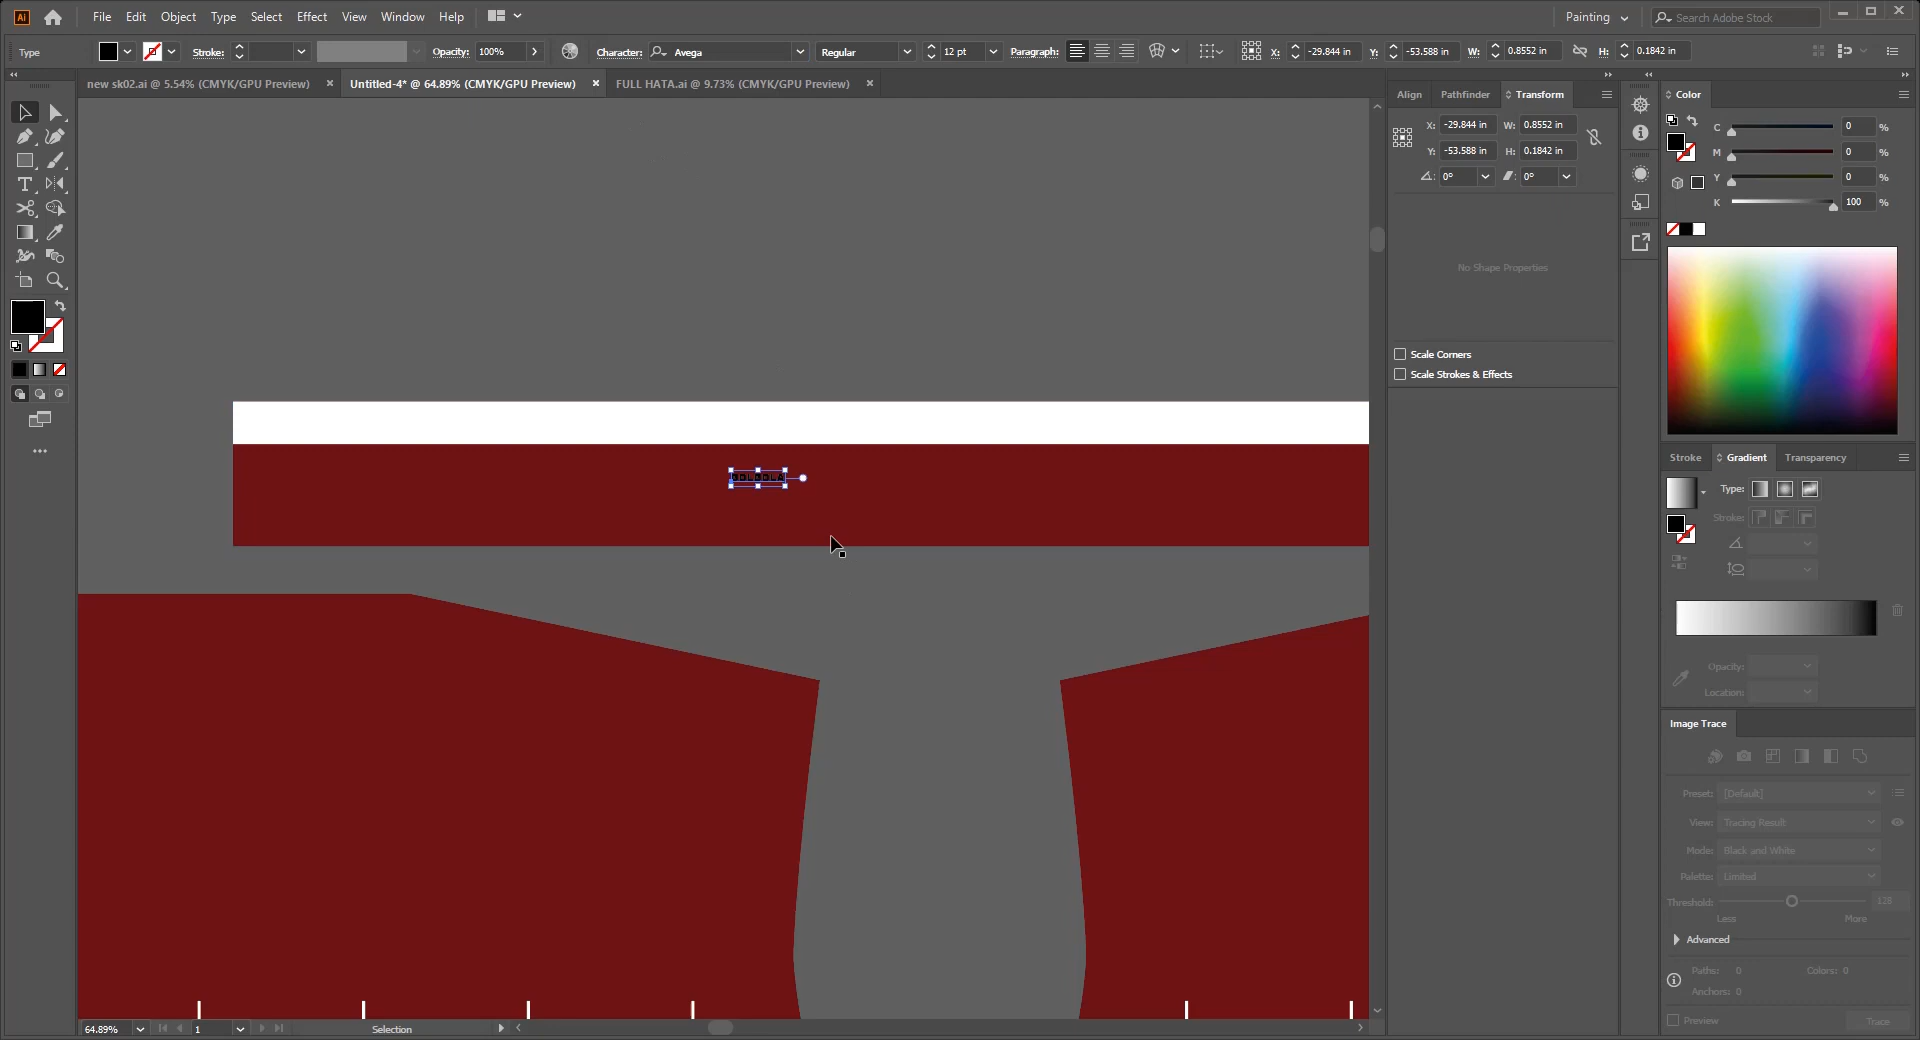 Ai File Edit Object Type Select Effect View Window Help Painting Search Adobe Stock
Type Stroke: Opacity: 100% Character: Avega Regular 12 pt Paragraph: X: -29.844 in Y: -53.588 in W: 0.8552 in H: 0.1842 in
new sk02.ai @ 5.54% (CMYK/GPU Preview) × Untitled-4* @ 64.89% (CMYK/GPU Preview) × FULL HATA.ai @ 9.73% (CMYK/GPU Preview) ×
Align Pathfinder Transform
X: -29.844 in W: 0.8552 in
Y: -53.588 in H: 0.1842 in
0° 0°
No Shape Properties
Scale Corners
Scale Strokes & Effects
Color
C 0 %
M 0 %
Y 0 %
K 100 %
Stroke Gradient Transparency
Type:
Stroke:
Opacity:
Location:
Image Trace
Preset: [Default]
View: Tracing Result
Mode: Black and White
Palette: Limited
Threshold: 128
Less More
Advanced
Paths: 0 Colors: 0
Anchors: 0
Preview Trace
64.89% 1 Selection